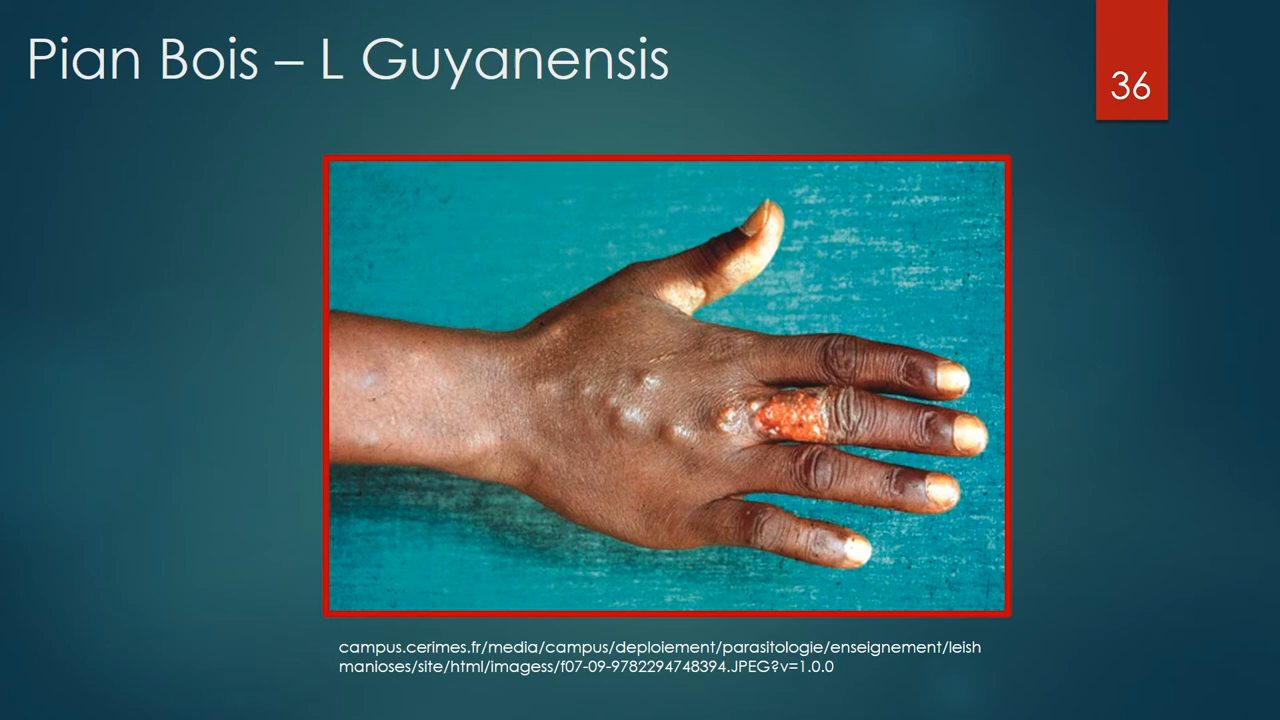 Pian Bois – L Guyanensis
36
campus.cerimes.fr/media/campus/deploiement/parasitologie/enseignement/leish
manioses/site/html/imagess/f07-09-9782294748394.JPEG?v=1.0.0